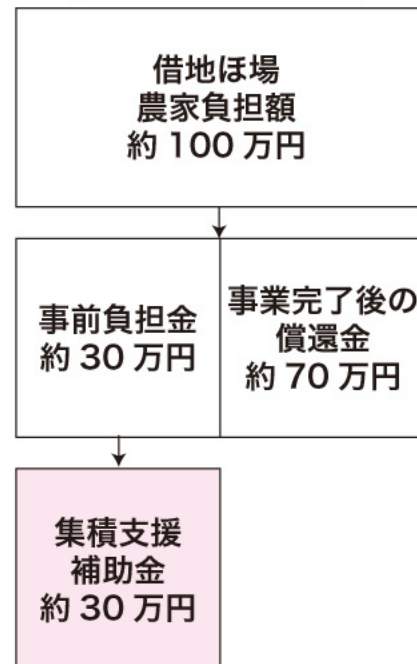 借地ほ場
農家負担額
約 100 万円
事前負担金
約 30 万円
事業完了後の
償還金
約 70 万円
集積支援
補助金
約 30 万円